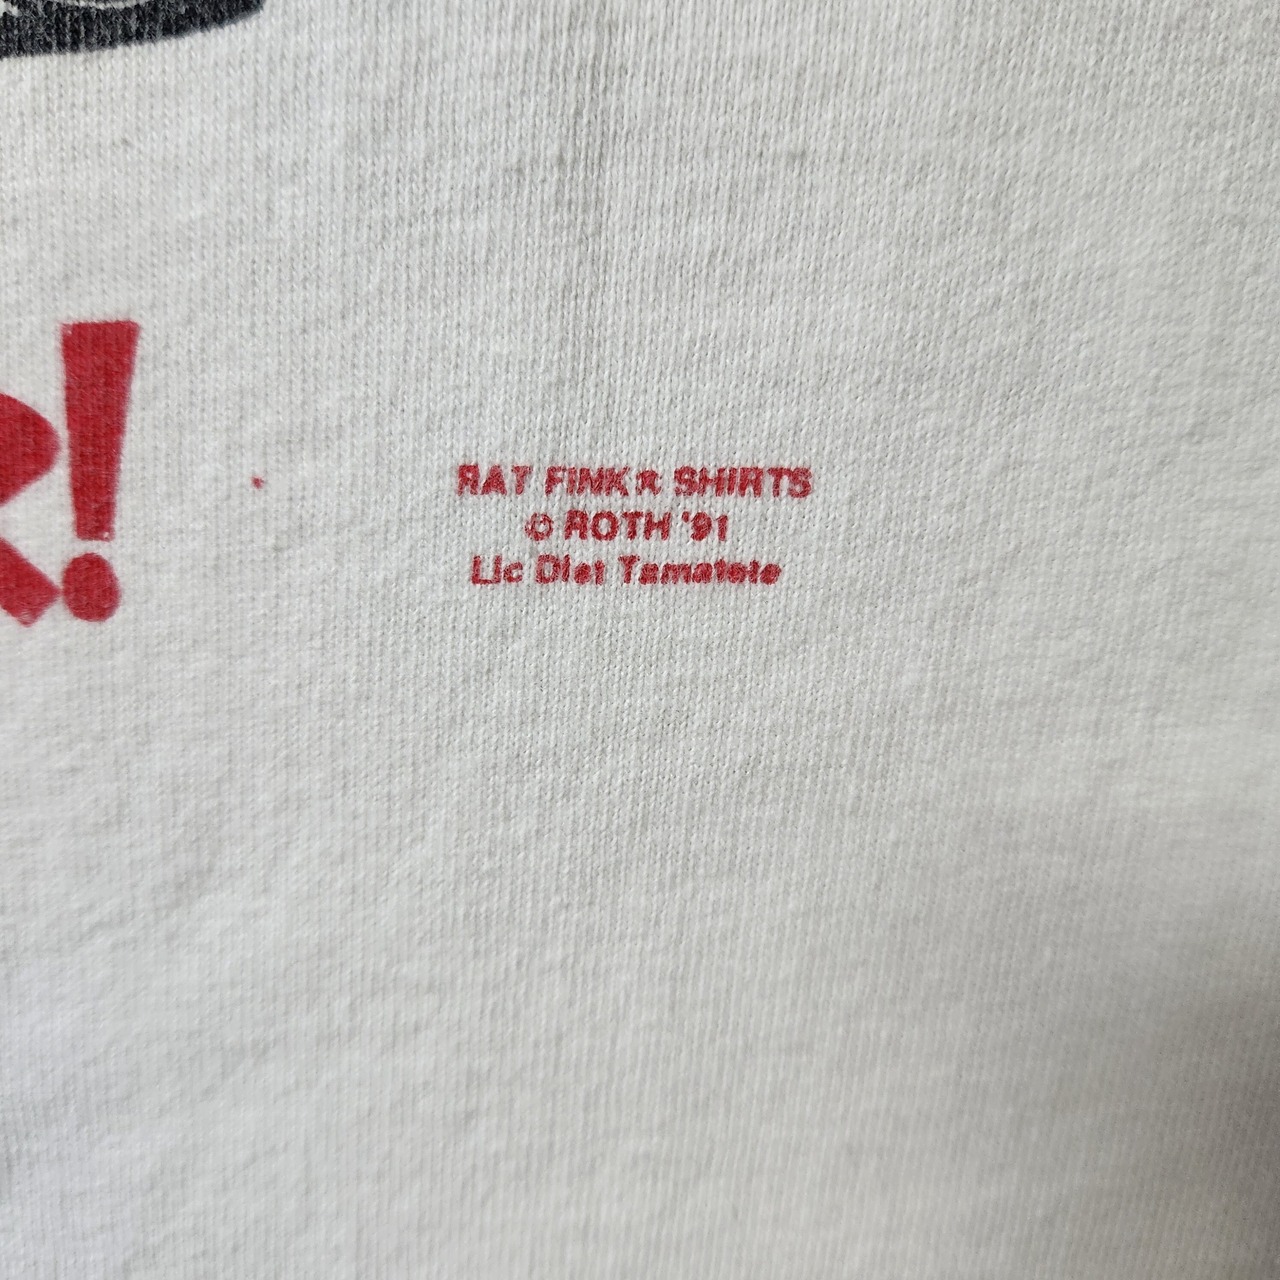 !
RAT FINK® SHIRTS
© ROTH '91
Lic Dist Tamatete